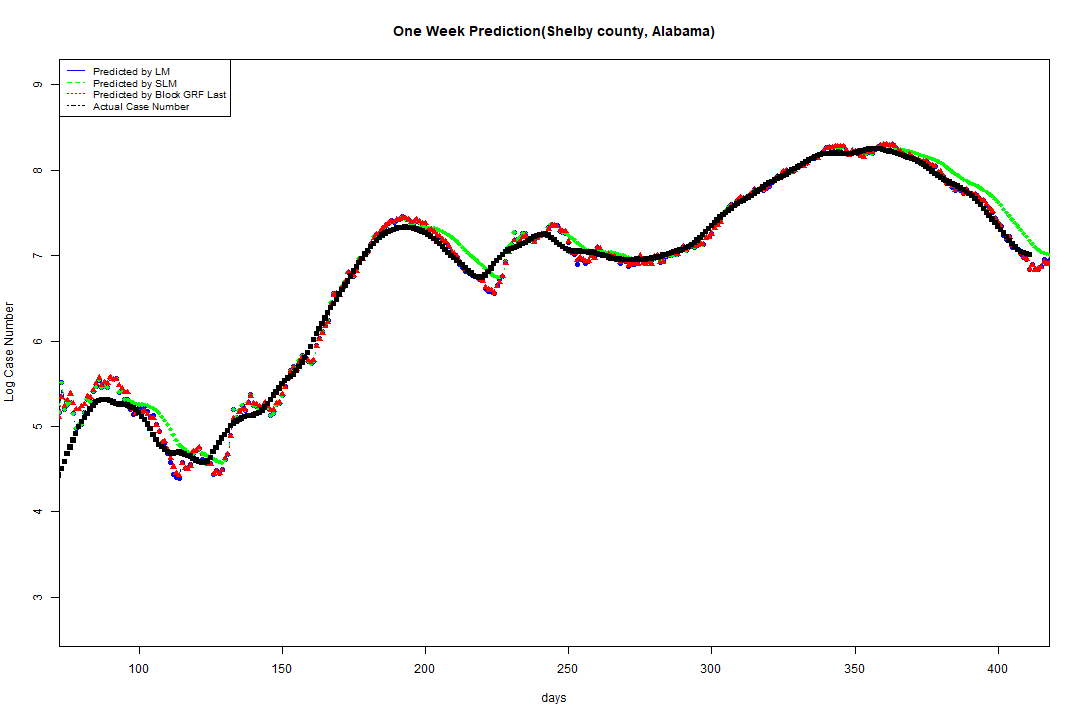 One Week Prediction(Shelby county, Alabama)
Predicted by LM
Predicted by SLM
Predicted by Block GRF Last
Actual Case Number
9
8
7
6
5
4
3
Log Case Number
100 150 200 250 300 350 400
days